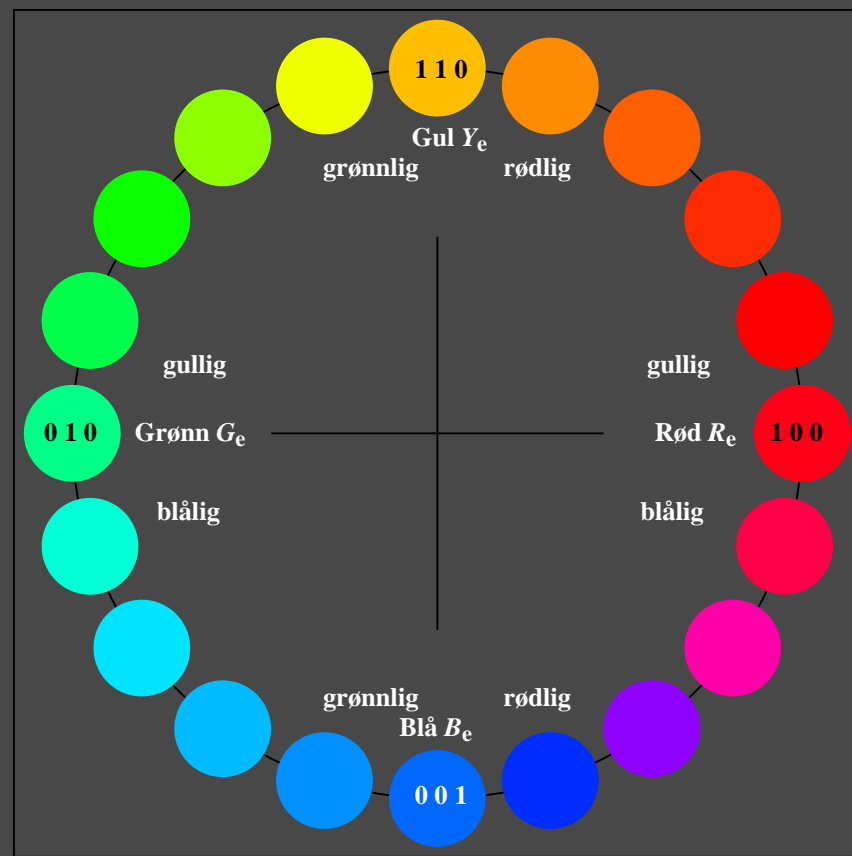 1 1 0
Gul Ye
grønnlig rødlig
gullig gullig
0 1 0 Grønn Ge Rød Re 1 0 0
blålig blålig
grønnlig rødlig
Blå Be
0 0 1